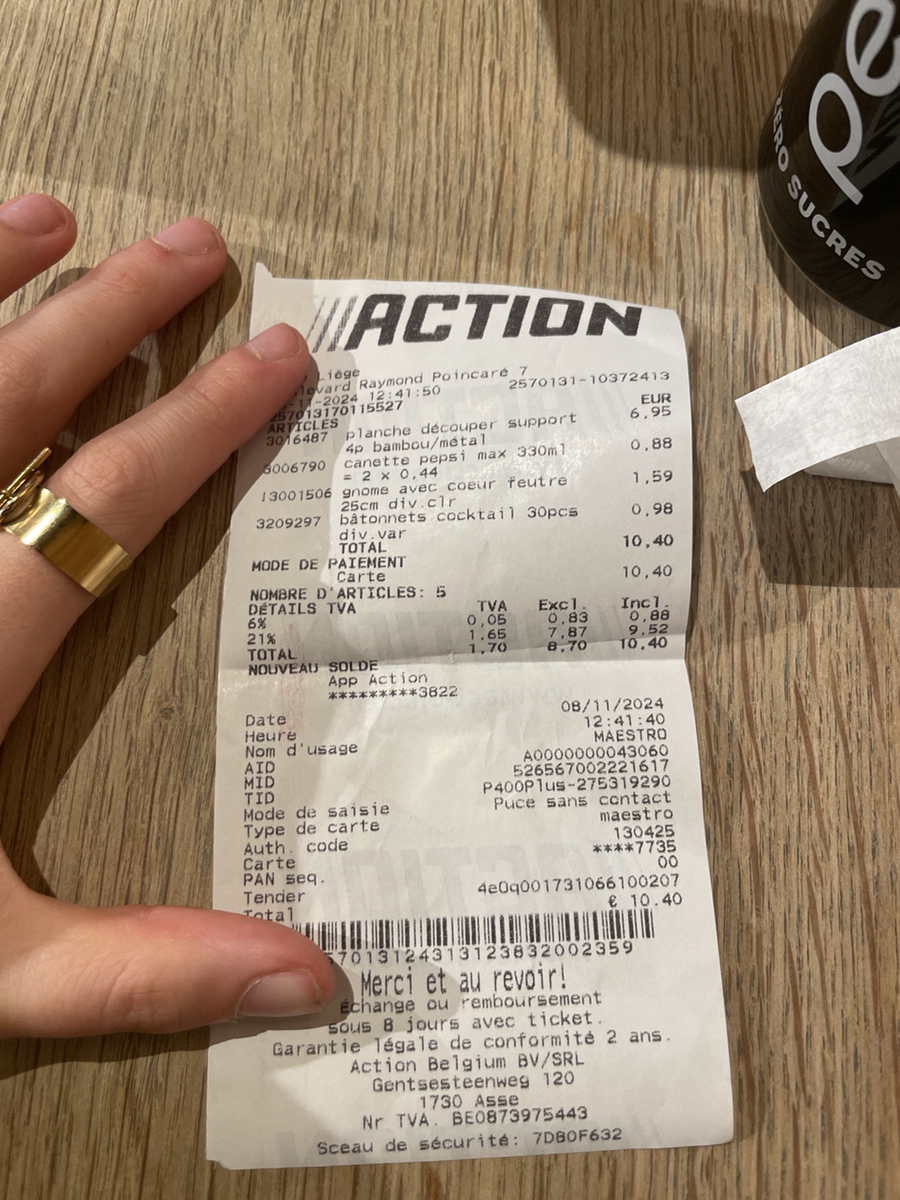 ACTION
Liège
Raymond Poincaré 7
-11-2024 12:41:50 2570131-10372413
257013170115527
ARTICLES EUR
3016487 planche découper support 6,95
4p bambou/métal
3006790 canette pepsi max 330ml 0,88
= 2 x 0,44
13001506 gnome avec coeur feutre 1,59
25cm div.clr
3209297 bâtonnets cocktail 30pcs 0,98
div.var
TOTAL 10,40
MODE DE PAIEMENT
Carte 10,40
NOMBRE D'ARTICLES: 5
DÉTAILS TVA TVA Excl. Incl.
6% 0,05 0,83 0,88
21% 1,65 7,87 9,52
TOTAL 1,70 8,70 10,40
NOUVEAU SOLDE
App Action
*********3822
Date 08/11/2024
Heure 12:41:40
Nom d'usage MAESTRO
AID A0000000043060
MID 526567002221617
TID P400Plus-275319290
Mode de saisie Puce sans contact
Type de carte maestro
Auth. code 130425
Carte ****7735
PAN seq. 00
Tender 4e0q001731066100207
Total € 10.40
57013124313123832002359
Merci et au revoir!
Échange ou remboursement
sous 8 jours avec ticket.
Garantie légale de conformité 2 ans.
Action Belgium BV/SRL
Gentsesteenweg 120
1730 Asse
Nr TVA. BE0873975443
Sceau de sécurité: 7D80F632
pe
ZÉRO SUCRES